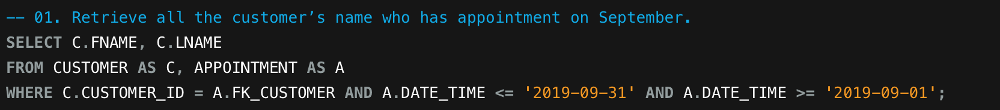 -- 01. Retrieve all the customer’s name who has appointment on September.
SELECT C.FNAME, C.LNAME
FROM CUSTOMER AS C, APPOINTMENT AS A
WHERE C.CUSTOMER_ID = A.FK_CUSTOMER AND A.DATE_TIME <= '2019-09-31' AND A.DATE_TIME >= '2019-09-01';